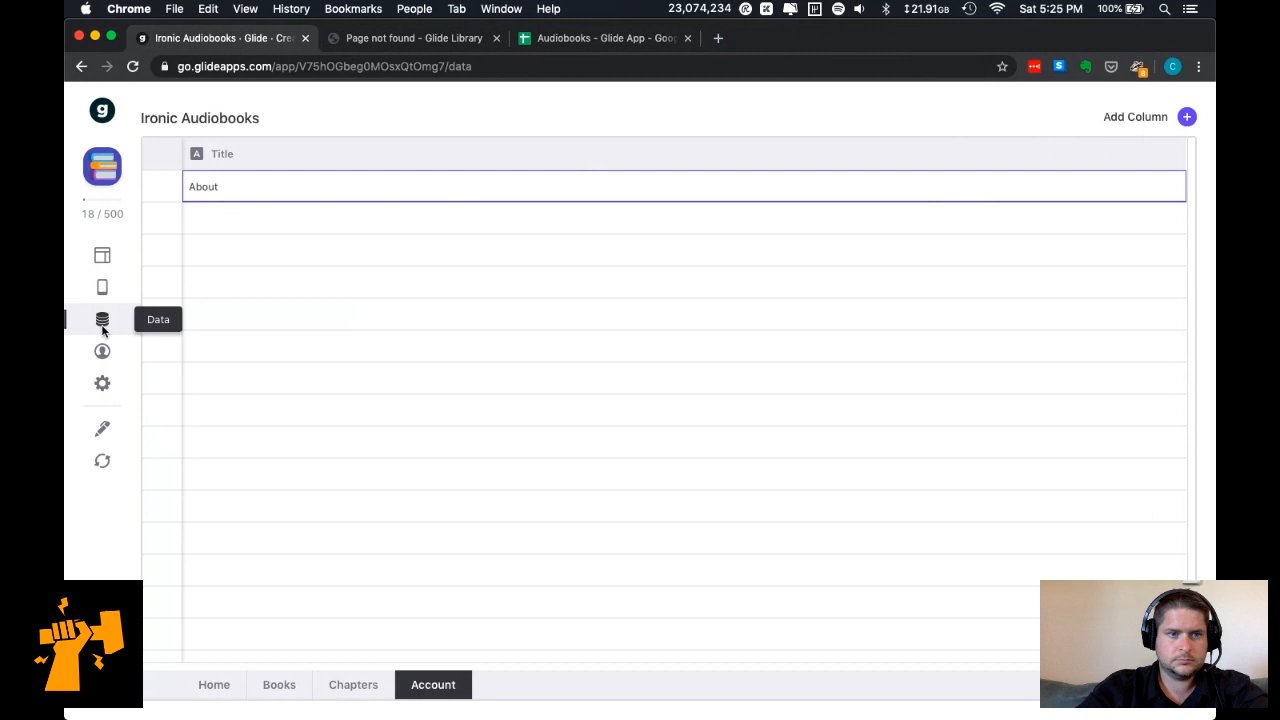 Chrome File Edit View History Bookmarks People Tab Window Help 23,074,234 21.91GB Sat 5:25 PM 100%
Ironic Audiobooks · Glide · Cre
Page not found - Glide Library
Audiobooks - Glide App - Goo
go.glideapps.com/app/V75hOGbeg0MOsxQtOmg7/data
C
g
Ironic Audiobooks
Add Column
A Title
About
18 / 500
Data
Home Books Chapters Account